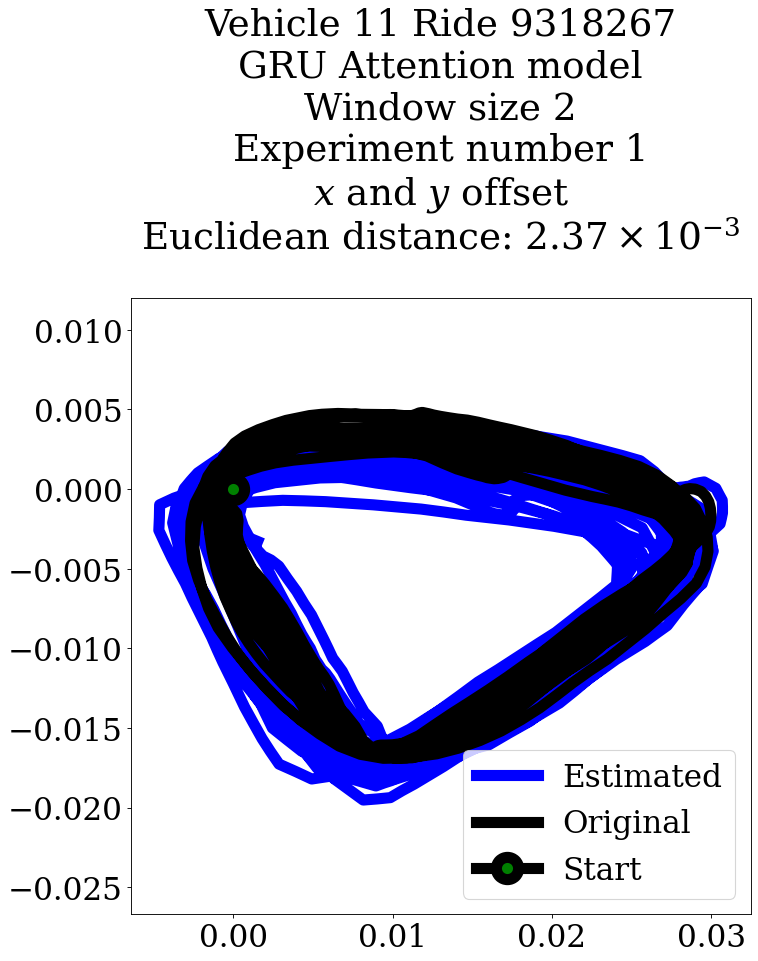 Vehicle 11 Ride 9318267
GRU Attention model
Window size 2
Experiment number 1
x and y offset
Euclidean distance: 2.37 × 10⁻³
0.010
0.005
0.000
−0.005
−0.010
−0.015
−0.020
−0.025
Estimated
Original
Start
0.00 0.01 0.02 0.03